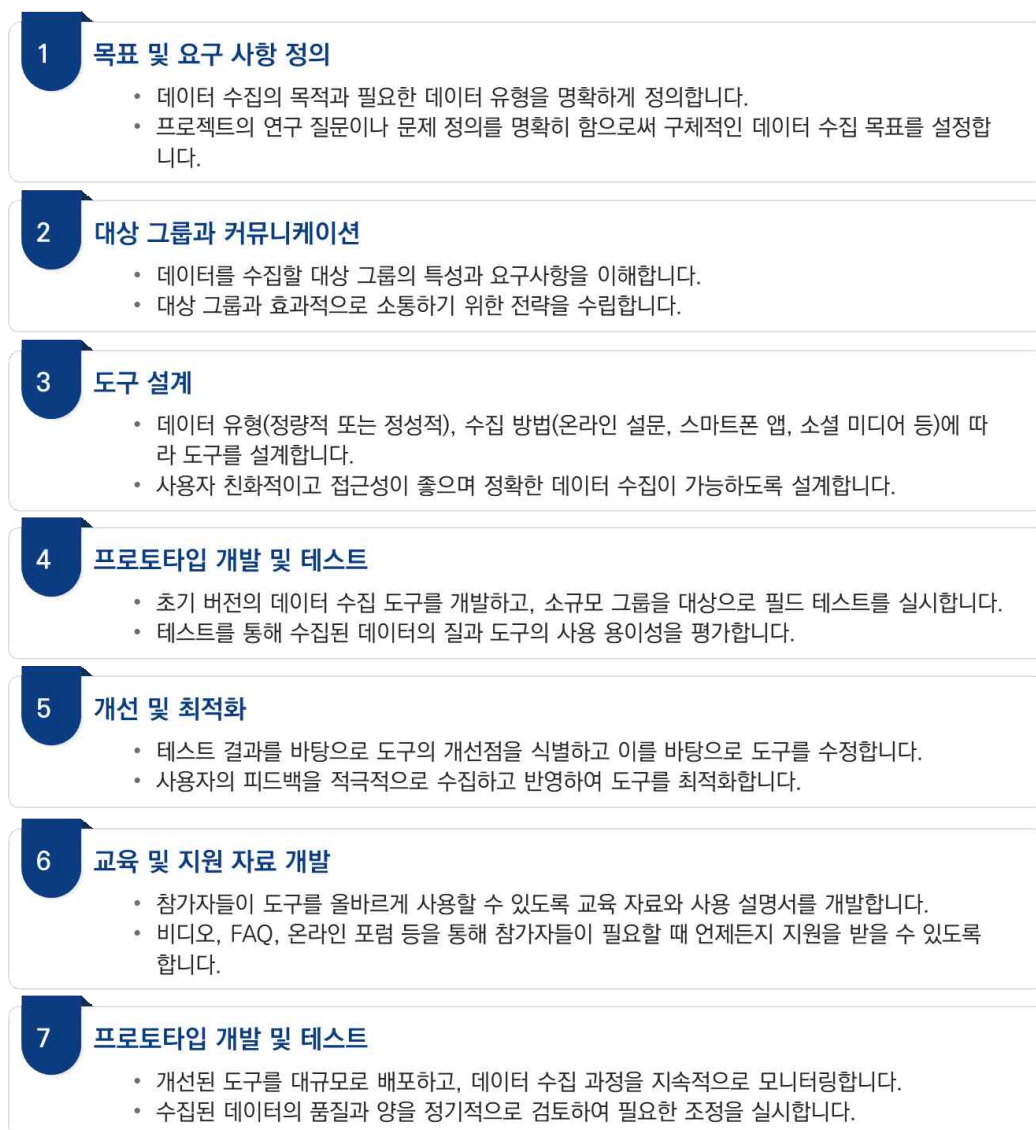 1
목표 및 요구 사항 정의
• 데이터 수집의 목적과 필요한 데이터 유형을 명확하게 정의합니다.
• 프로젝트의 연구 질문이나 문제 정의를 명확히 함으로써 구체적인 데이터 수집 목표를 설정합
니다.
2
대상 그룹과 커뮤니케이션
• 데이터를 수집할 대상 그룹의 특성과 요구사항을 이해합니다.
• 대상 그룹과 효과적으로 소통하기 위한 전략을 수립합니다.
3
도구 설계
• 데이터 유형(정량적 또는 정성적), 수집 방법(온라인 설문, 스마트폰 앱, 소셜 미디어 등)에 따
라 도구를 설계합니다.
• 사용자 친화적이고 접근성이 좋으며 정확한 데이터 수집이 가능하도록 설계합니다.
4
프로토타입 개발 및 테스트
• 초기 버전의 데이터 수집 도구를 개발하고, 소규모 그룹을 대상으로 필드 테스트를 실시합니다.
• 테스트를 통해 수집된 데이터의 질과 도구의 사용 용이성을 평가합니다.
5
개선 및 최적화
• 테스트 결과를 바탕으로 도구의 개선점을 식별하고 이를 바탕으로 도구를 수정합니다.
• 사용자의 피드백을 적극적으로 수집하고 반영하여 도구를 최적화합니다.
6
교육 및 지원 자료 개발
• 참가자들이 도구를 올바르게 사용할 수 있도록 교육 자료와 사용 설명서를 개발합니다.
• 비디오, FAQ, 온라인 포럼 등을 통해 참가자들이 필요할 때 언제든지 지원을 받을 수 있도록
합니다.
7
프로토타입 개발 및 테스트
• 개선된 도구를 대규모로 배포하고, 데이터 수집 과정을 지속적으로 모니터링합니다.
• 수집된 데이터의 품질과 양을 정기적으로 검토하여 필요한 조정을 실시합니다.